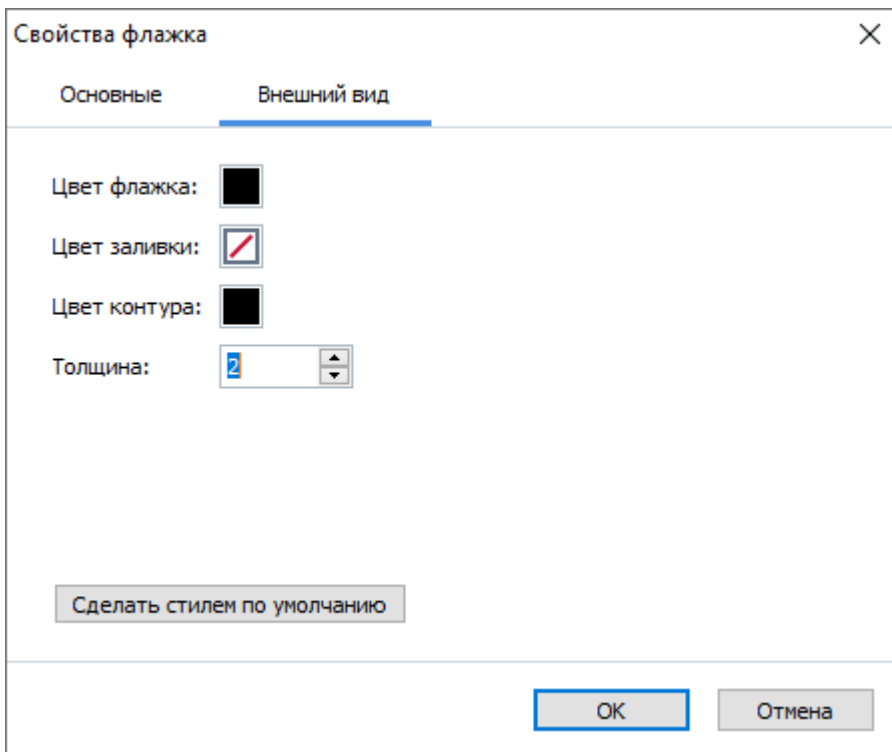 Свойства флажка
Основные Внешний вид
Цвет флажка:
Цвет заливки:
Цвет контура:
Толщина: 2
Сделать стилем по умолчанию
OK Отмена